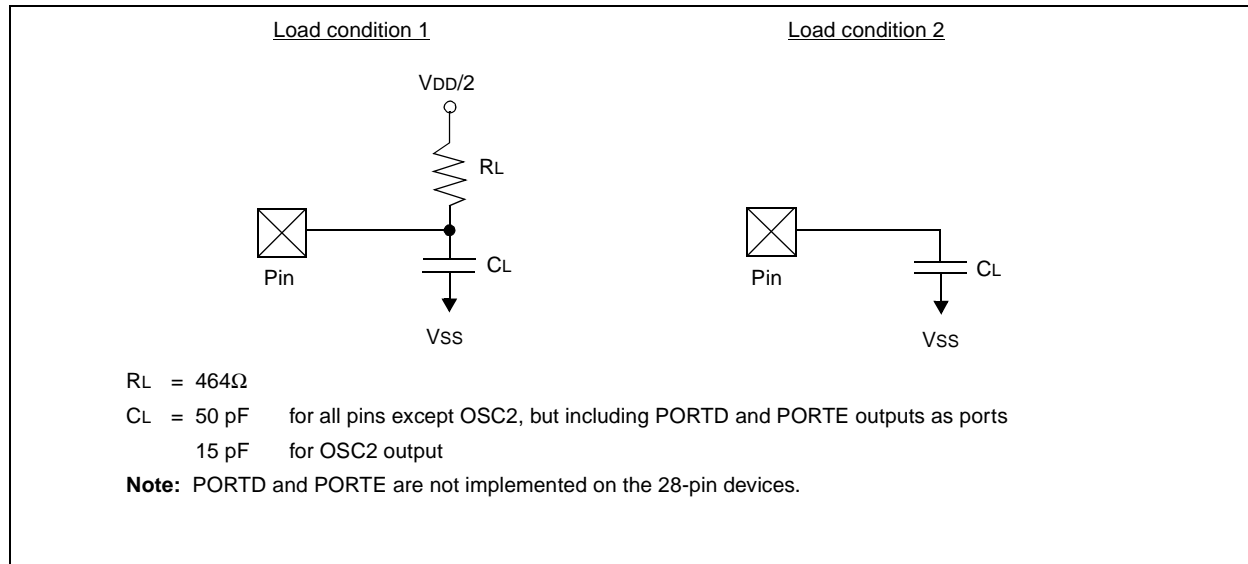 Load condition 1
Load condition 2
VDD/2
RL
CL
Pin
VSS
CL
Pin
VSS
RL = 464Ω
CL = 50 pF for all pins except OSC2, but including PORTD and PORTE outputs as ports
15 pF for OSC2 output
Note: PORTD and PORTE are not implemented on the 28-pin devices.